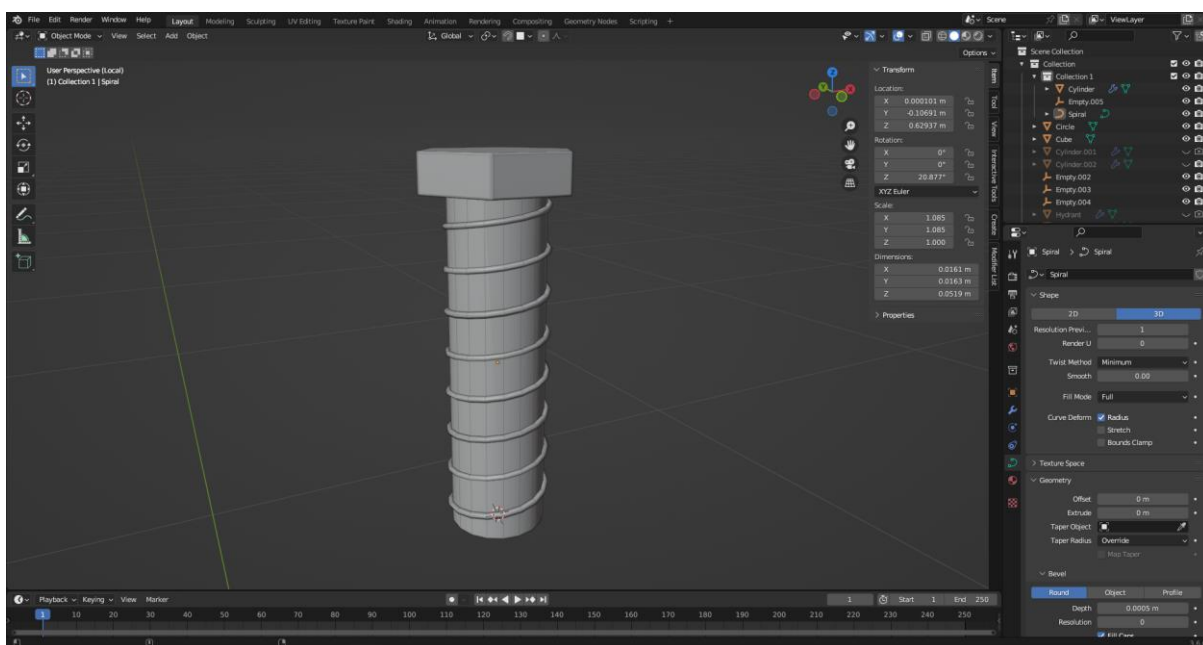 File Edit Render Window Help Layout Modeling Sculpting UV Editing Texture Paint Shading Animation Rendering Compositing Geometry Nodes Scripting + Scene ViewLayer
Object Mode View Select Add Object Global
Options
User Perspective (Local)
(1) Collection 1 | Spiral
Z
Y
X
Transform
Location:
X 0.000101 m
Y -0.10691 m
Z 0.62937 m
Rotation:
X 0°
Y 0°
Z 20.877°
XYZ Euler
Scale:
X 1.085
Y 1.085
Z 1.000
Dimensions:
X 0.0161 m
Y 0.0163 m
Z 0.0519 m
Properties
Item
Tool
View
Interactive Tools
Create
Modifier List
Scene Collection
Collection
Collection 1
Cylinder
Empty.005
Spiral
Circle
Cube
Cylinder.001
Cylinder.002
Empty.002
Empty.003
Empty.004
Hydrant
Spiral > Spiral
Spiral
Shape
2D 3D
Resolution Previ... 1
Render U 0
Twist Method Minimum
Smooth 0.00
Fill Mode Full
Curve Deform Radius
Stretch
Bounds Clamp
Texture Space
Geometry
Offset 0 m
Extrude 0 m
Taper Object
Taper Radius Override
Map Taper
Bevel
Round Object Profile
Depth 0.0005 m
Resolution 0
Fill Caps
Playback Keying View Marker 1 Start 1 End 250
1 10 20 30 40 50 60 70 80 90 100 110 120 130 140 150 160 170 180 190 200 210 220 230 240 250